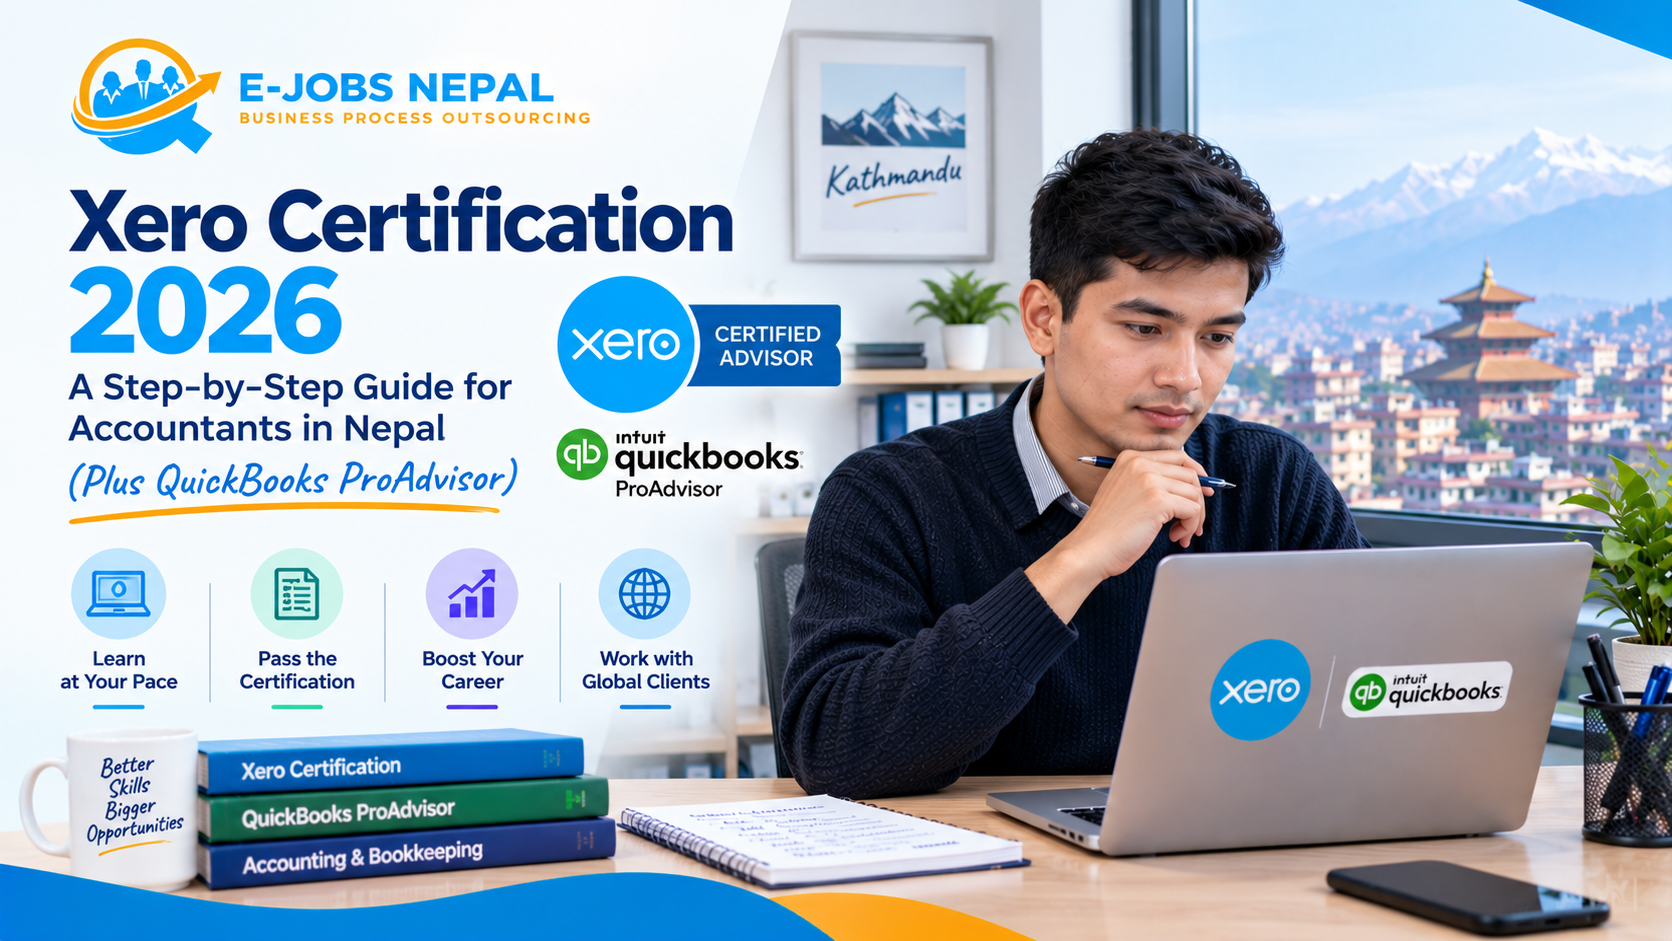 E-JOBS NEPAL
BUSINESS PROCESS OUTSOURCING
Xero Certification
2026
A Step-by-Step Guide for
Accountants in Nepal
(Plus QuickBooks ProAdvisor)
xero
CERTIFIED
ADVISOR
qb
intuit
quickbooks
ProAdvisor
Learn
at Your Pace
Pass the
Certification
Boost Your
Career
Work with
Global Clients
Better
Skills
Bigger
Opportunities
Xero Certification
QuickBooks ProAdvisor
Accounting & Bookkeeping
Kathmandu
xero
qb
intuit
quickbooks